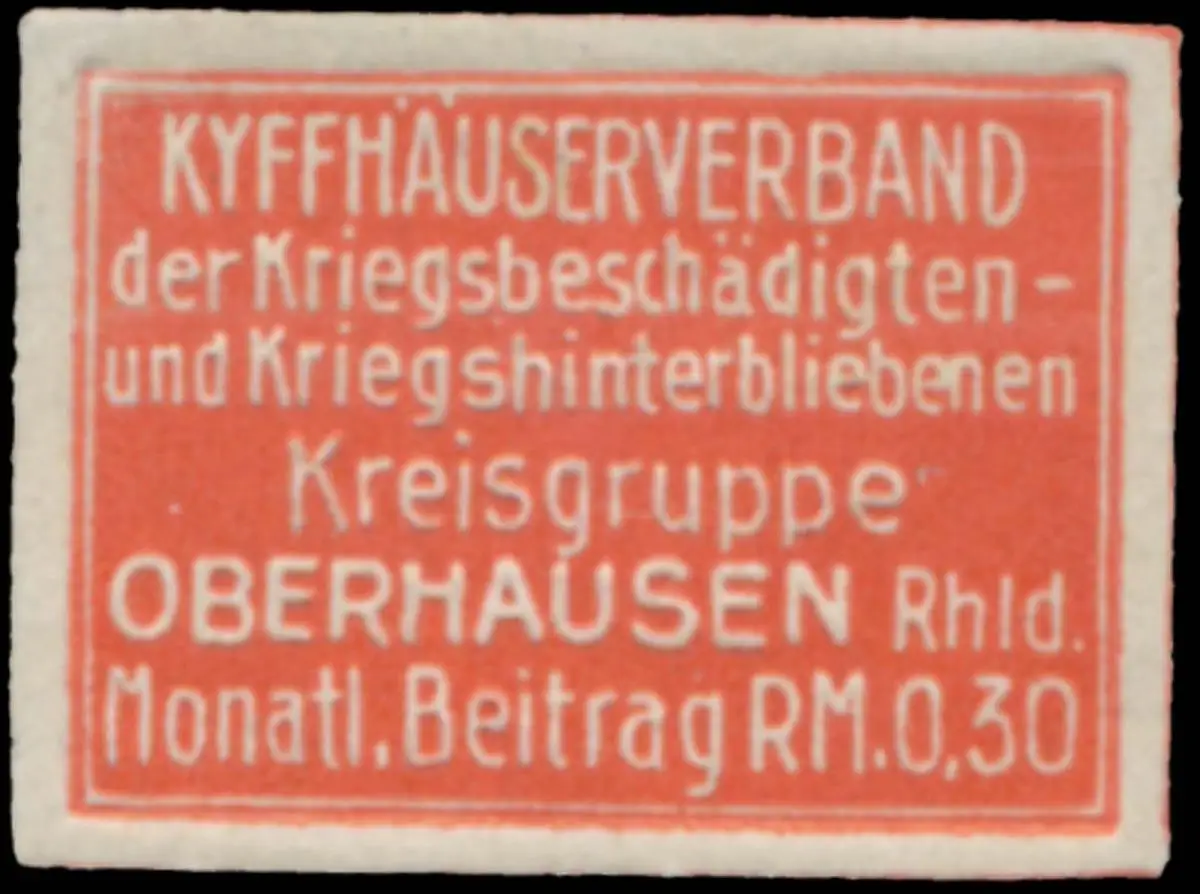 KYFFHÄUSERVERBAND
der Kriegsbeschädigten-
und Kriegshinterbliebenen
Kreisgruppe
OBERHAUSEN Rhld.
Monatl. Beitrag RM. 0,30